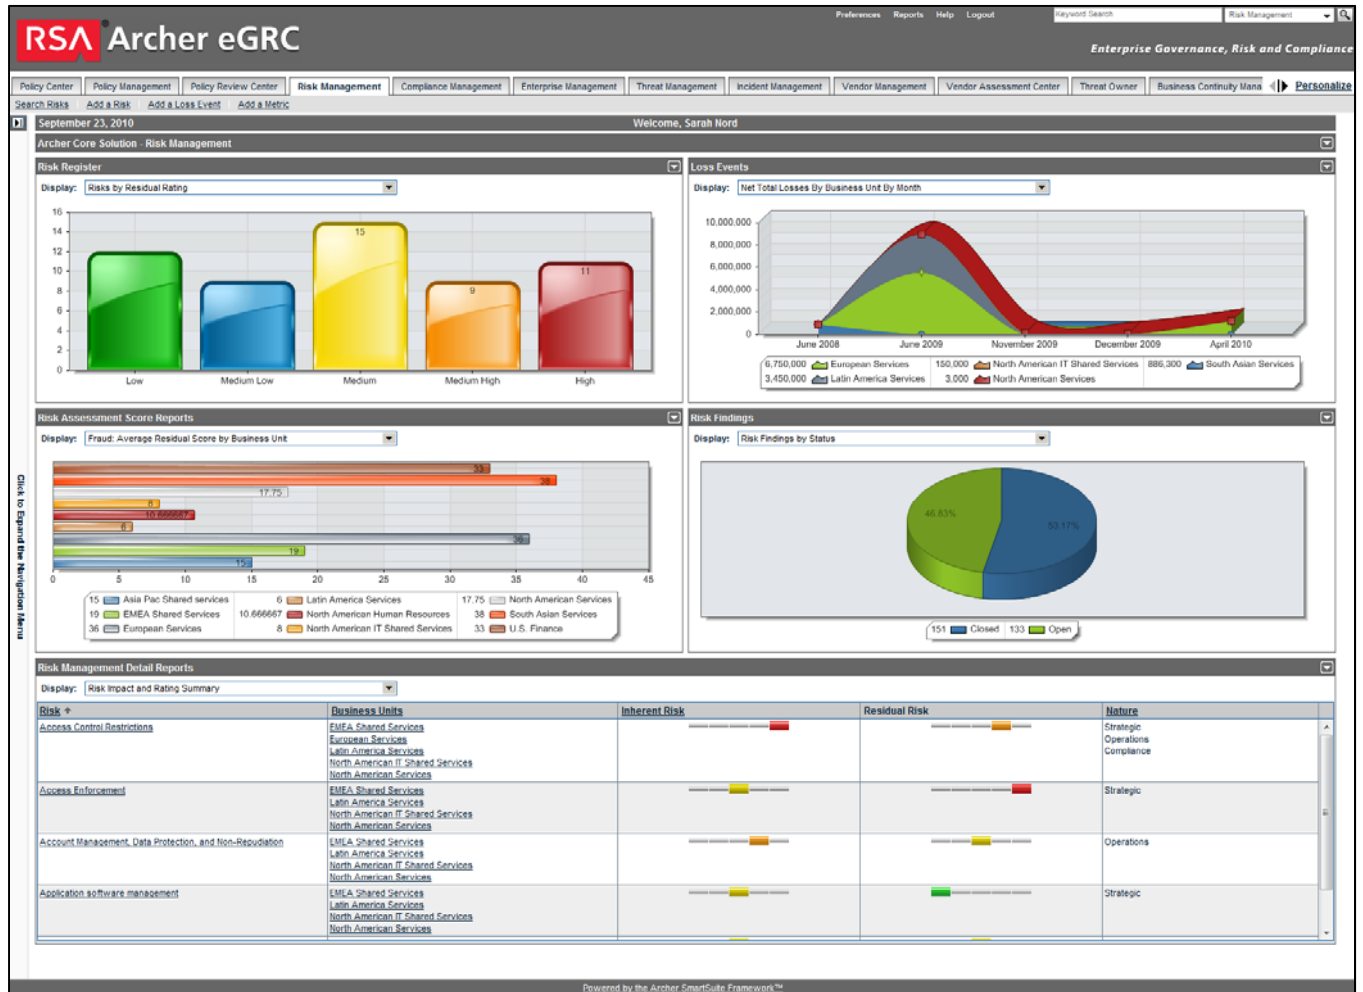 Preferences Reports Help Logout Keyword Search Risk Management
RSA Archer eGRC
Enterprise Governance, Risk and Compliance
Policy Center Policy Management Policy Review Center Risk Management Compliance Management Enterprise Management Threat Management Incident Management Vendor Management Vendor Assessment Center Threat Owner Business Continuity Mana Personalize
Search Risks Add a Risk Add a Loss Event Add a Metric
September 23, 2010 Welcome, Sarah Nord
Archer Core Solution - Risk Management
Risk Register
Display: Risks by Residual Rating
16
14
12
10
8
6
4
2
0
15
9
11
Low Medium Low Medium Medium High High
Loss Events
Display: Net Total Losses By Business Unit By Month
10,000,000
8,000,000
6,000,000
4,000,000
2,000,000
0
June 2008 June 2009 November 2009 December 2009 April 2010
6,750,000 European Services 150,000 North American IT Shared Services 886,300 South Asian Services
3,450,000 Latin America Services 3,000 North American Services
Risk Assessment Score Reports
Display: Fraud: Average Residual Score by Business Unit
33
38
17.75
8
10.666667
6
36
19
15
0 5 10 15 20 25 30 35 40 45
15 Asia Pac Shared services 6 Latin America Services 17.75 North American Services
19 EMEA Shared Services 10.666667 North American Human Resources 38 South Asian Services
36 European Services 8 North American IT Shared Services 33 U.S. Finance
Risk Findings
Display: Risk Findings by Status
46.83%
53.17%
151 Closed 133 Open
Click to Expand the Navigation Menu
Risk Management Detail Reports
Display: Risk Impact and Rating Summary
Risk Business Units Inherent Risk Residual Risk Nature
Access Control Restrictions EMEA Shared Services Strategic
European Services Operations
Latin America Services Compliance
North American IT Shared Services
North American Services
Access Enforcement EMEA Shared Services Strategic
Latin America Services
North American IT Shared Services
North American Services
Account Management, Data Protection, and Non-Repudiation EMEA Shared Services Operations
Latin America Services
North American IT Shared Services
North American Services
Application software management EMEA Shared Services Strategic
Latin America Services
North American IT Shared Services
North American Services
Powered by the Archer SmartSuite Framework™